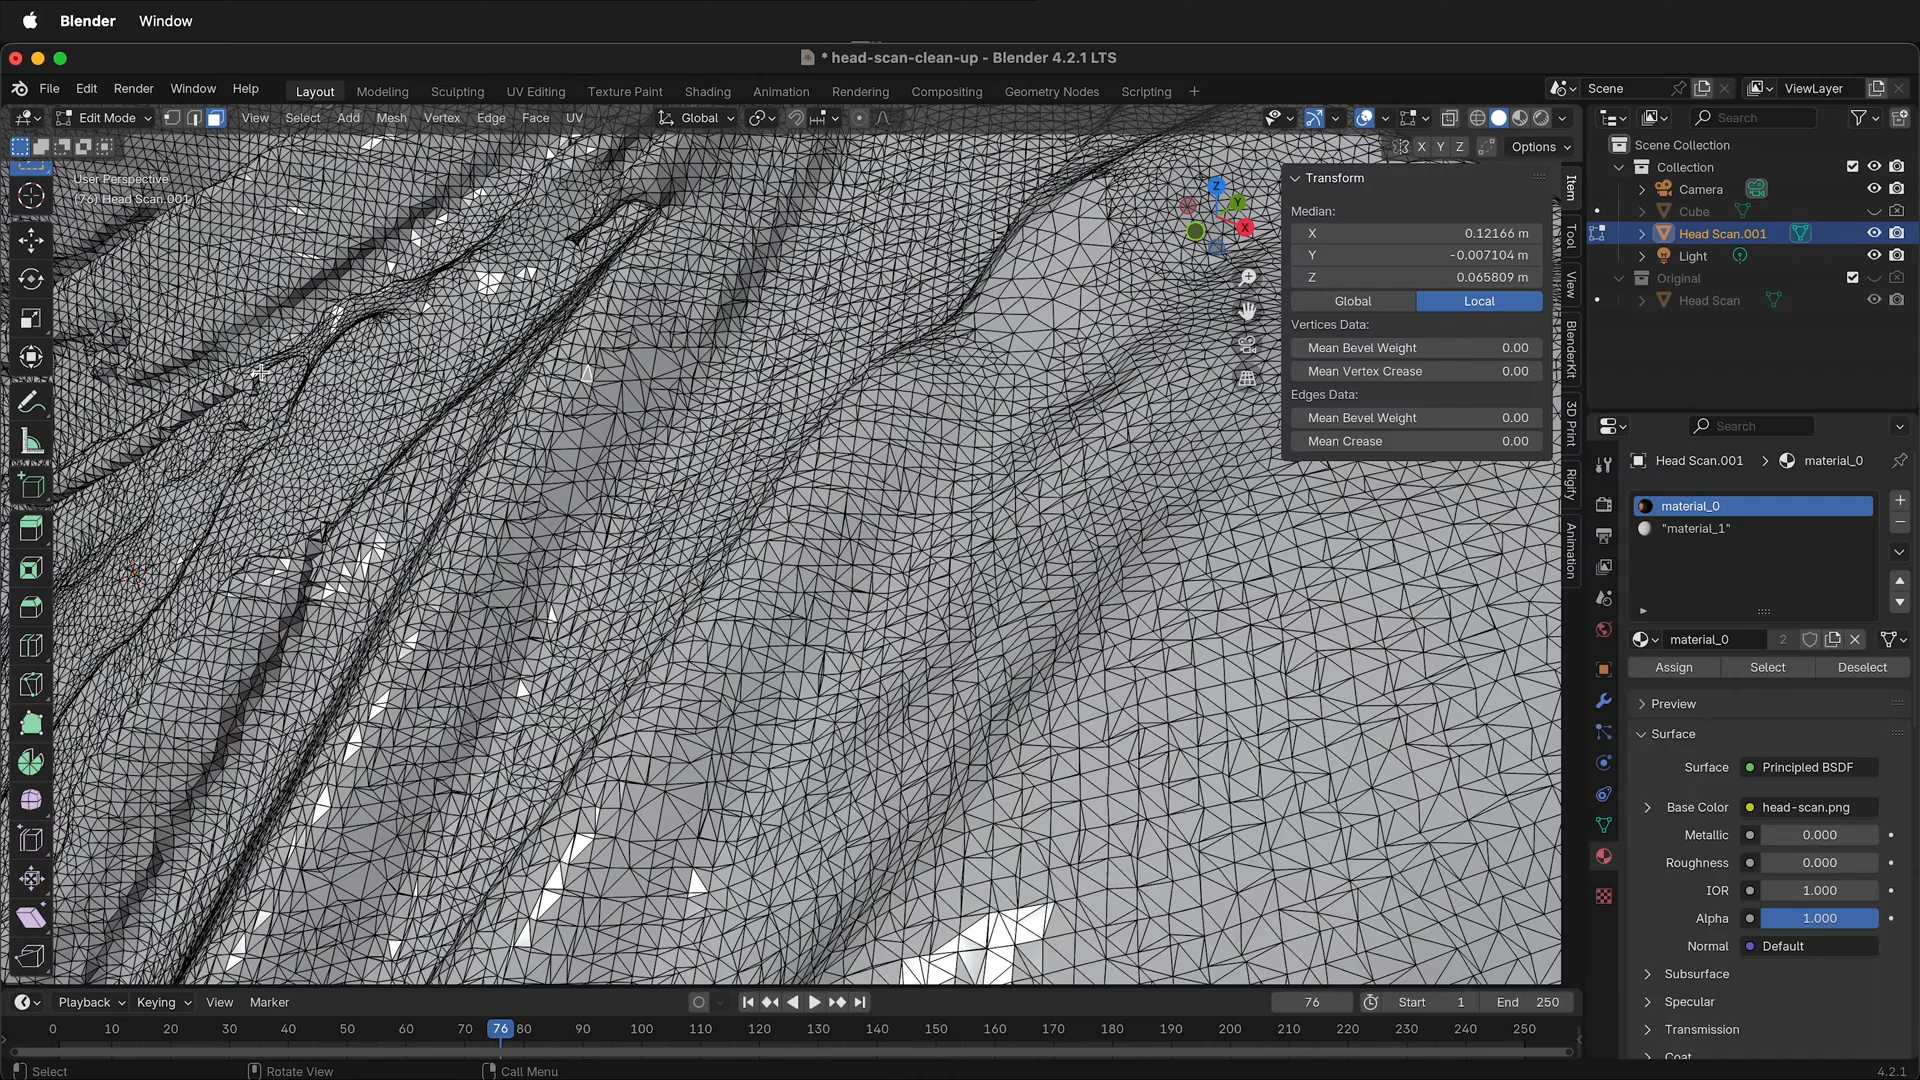 Blender Window
* head-scan-clean-up - Blender 4.2.1 LTS
File Edit Render Window Help Layout Modeling Sculpting UV Editing Texture Paint Shading Animation Rendering Compositing Geometry Nodes Scripting + Scene ViewLayer
Edit Mode View Select Add Mesh Vertex Edge Face UV Global Search
X Y Z Options
User Perspective
(76) Head Scan.001
Z
Y
X
Transform
Median:
X 0.12166 m
Y -0.007104 m
Z 0.065809 m
Global Local
Vertices Data:
Mean Bevel Weight 0.00
Mean Vertex Crease 0.00
Edges Data:
Mean Bevel Weight 0.00
Mean Crease 0.00
Item
Tool
View
BlenderKit
3D Print
Rigify
Animation
Scene Collection
Collection
Camera
Cube
Head Scan.001
Light
Original
Head Scan
Search
Head Scan.001 > material_0
material_0
"material_1"
material_0 2
Assign Select Deselect
Preview
Surface
Surface Principled BSDF
Base Color head-scan.png
Metallic 0.000
Roughness 0.000
IOR 1.000
Alpha 1.000
Normal Default
Subsurface
Specular
Transmission
Coat
Playback Keying View Marker 76 Start 1 End 250
0 10 20 30 40 50 60 70 76 80 90 100 110 120 130 140 150 160 170 180 190 200 210 220 230 240 250
Select Rotate View Call Menu 4.2.1